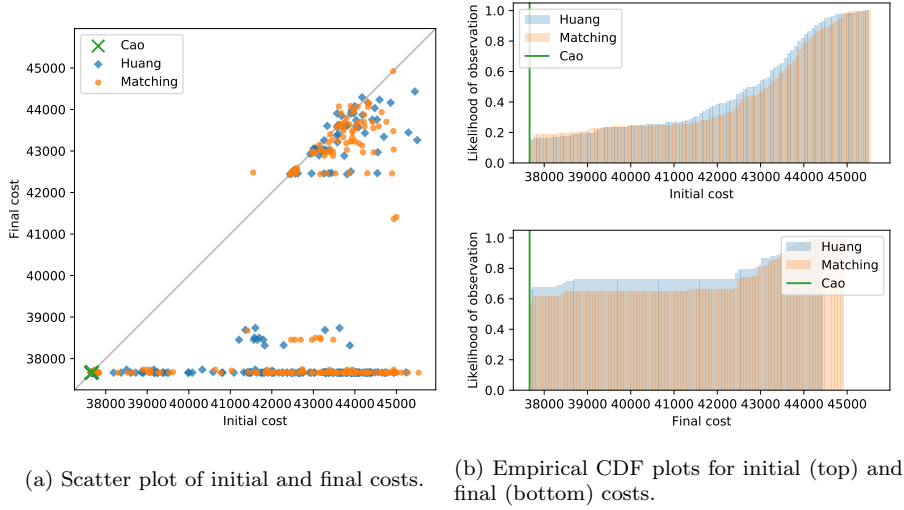 Cao
Huang
Matching
45000
44000
43000
42000
41000
40000
39000
38000
Final cost
38000 39000 40000 41000 42000 43000 44000 45000
Initial cost
(a) Scatter plot of initial and final costs.
1.0
0.8
0.6
0.4
0.2
0.0
Likelihood of observation
Huang
Matching
Cao
38000 39000 40000 41000 42000 43000 44000 45000
Initial cost
1.0
0.8
0.6
0.4
0.2
0.0
Likelihood of observation
Huang
Matching
Cao
38000 39000 40000 41000 42000 43000 44000 45000
Final cost
(b) Empirical CDF plots for initial (top) and
final (bottom) costs.